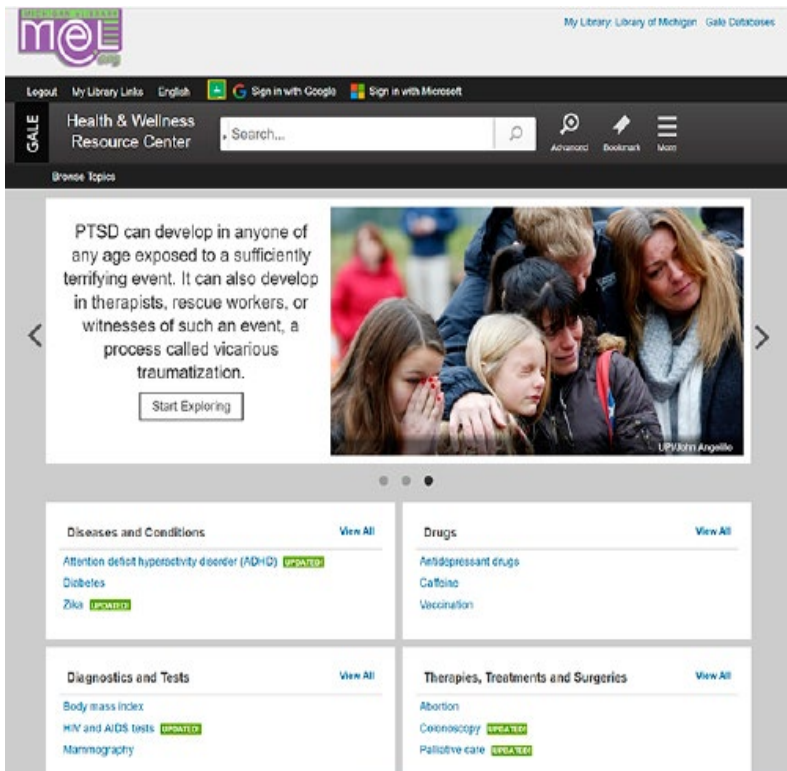 MICHIGAN ELIBRARY
mel
.org
My Library: Library of Michigan Gale Databases
Logout My Library Links English Sign in with Google Sign in with Microsoft
GALE
Health & Wellness
Resource Center
Search...
Advanced Bookmark More
Browse Topics
PTSD can develop in anyone of
any age exposed to a sufficiently
terrifying event. It can also develop
in therapists, rescue workers, or
witnesses of such an event, a
process called vicarious
traumatization.
Start Exploring
UPI/John Angelillo
Diseases and Conditions View All
Attention deficit hyperactivity disorder (ADHD) UPDATED!
Diabetes
Zika UPDATED!
Drugs View All
Antidepressant drugs
Caffeine
Vaccination
Diagnostics and Tests View All
Body mass index
HIV and AIDS tests UPDATED!
Mammography
Therapies, Treatments and Surgeries View All
Abortion
Colonoscopy UPDATED!
Palliative care UPDATED!